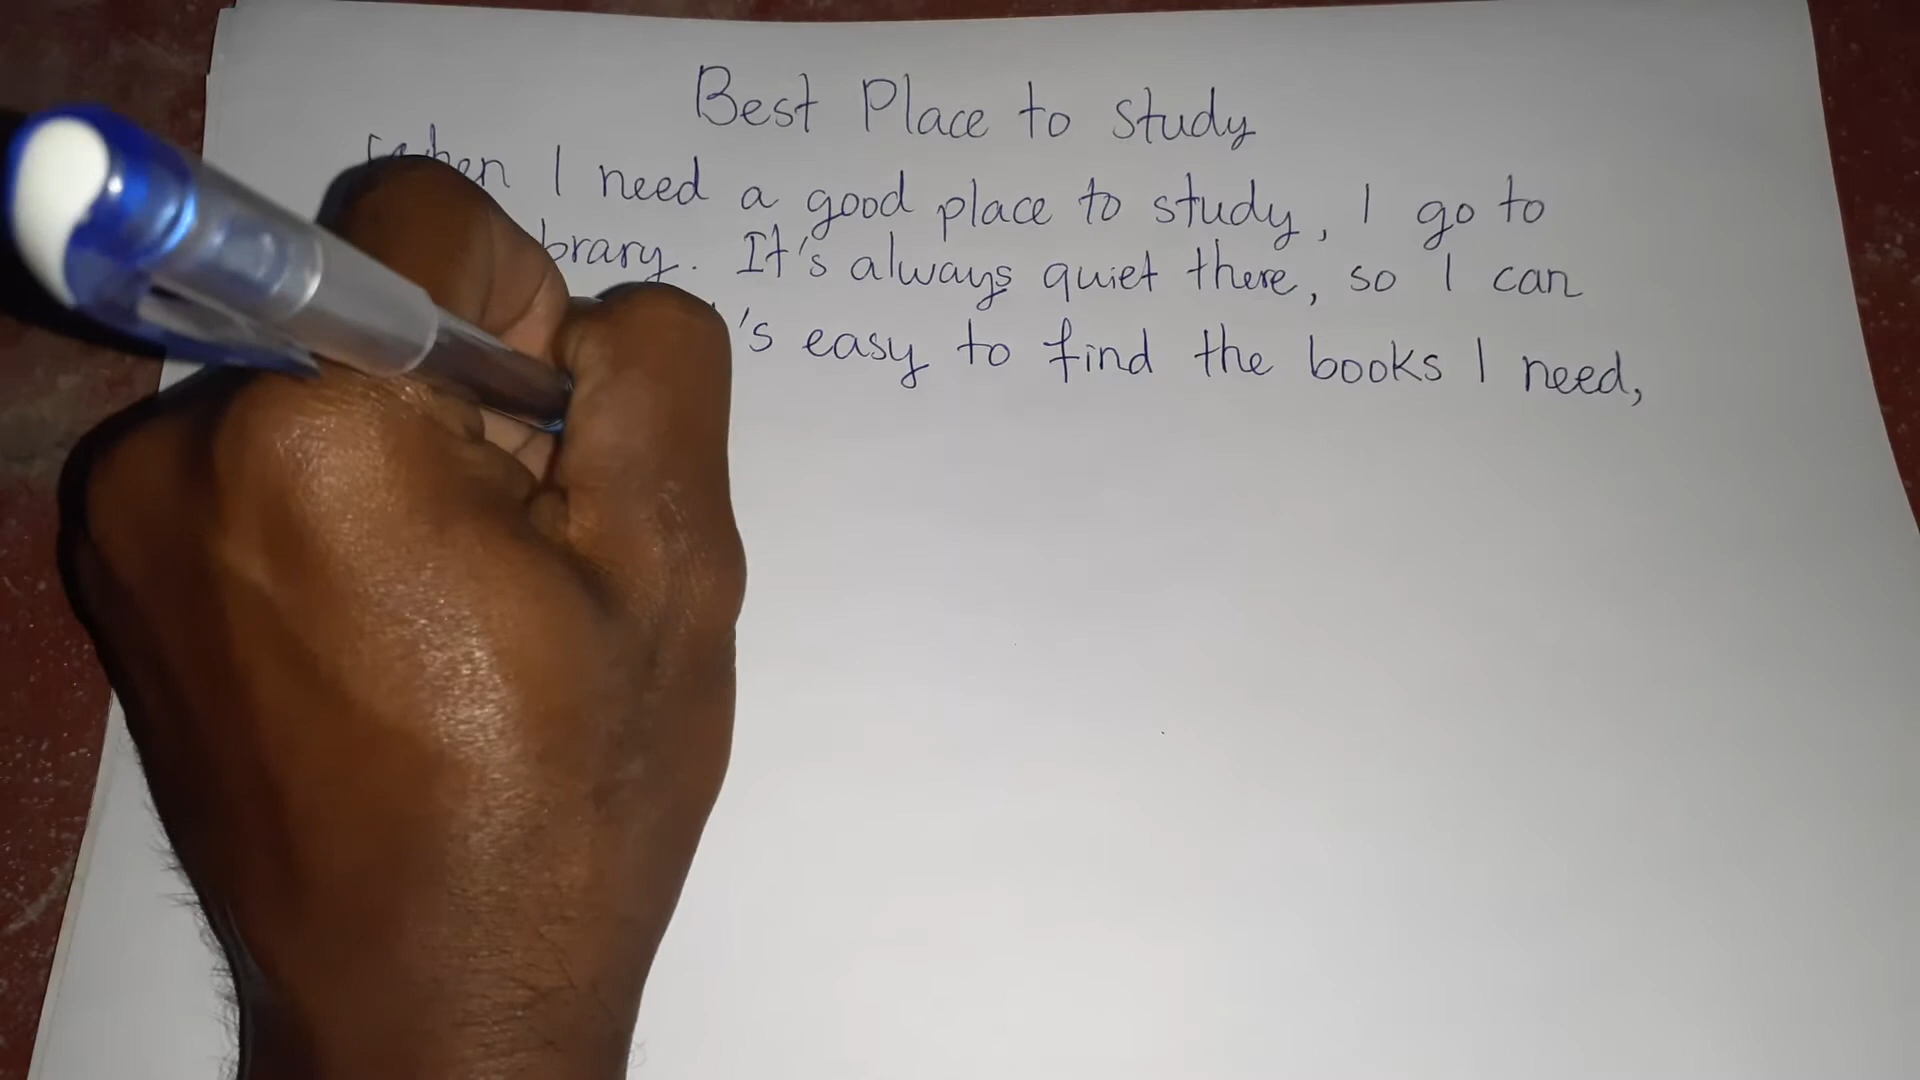 Best Place to study
When I need a good place to study, I go to
brary. It's always quiet there, so I can
's easy to find the books I need,